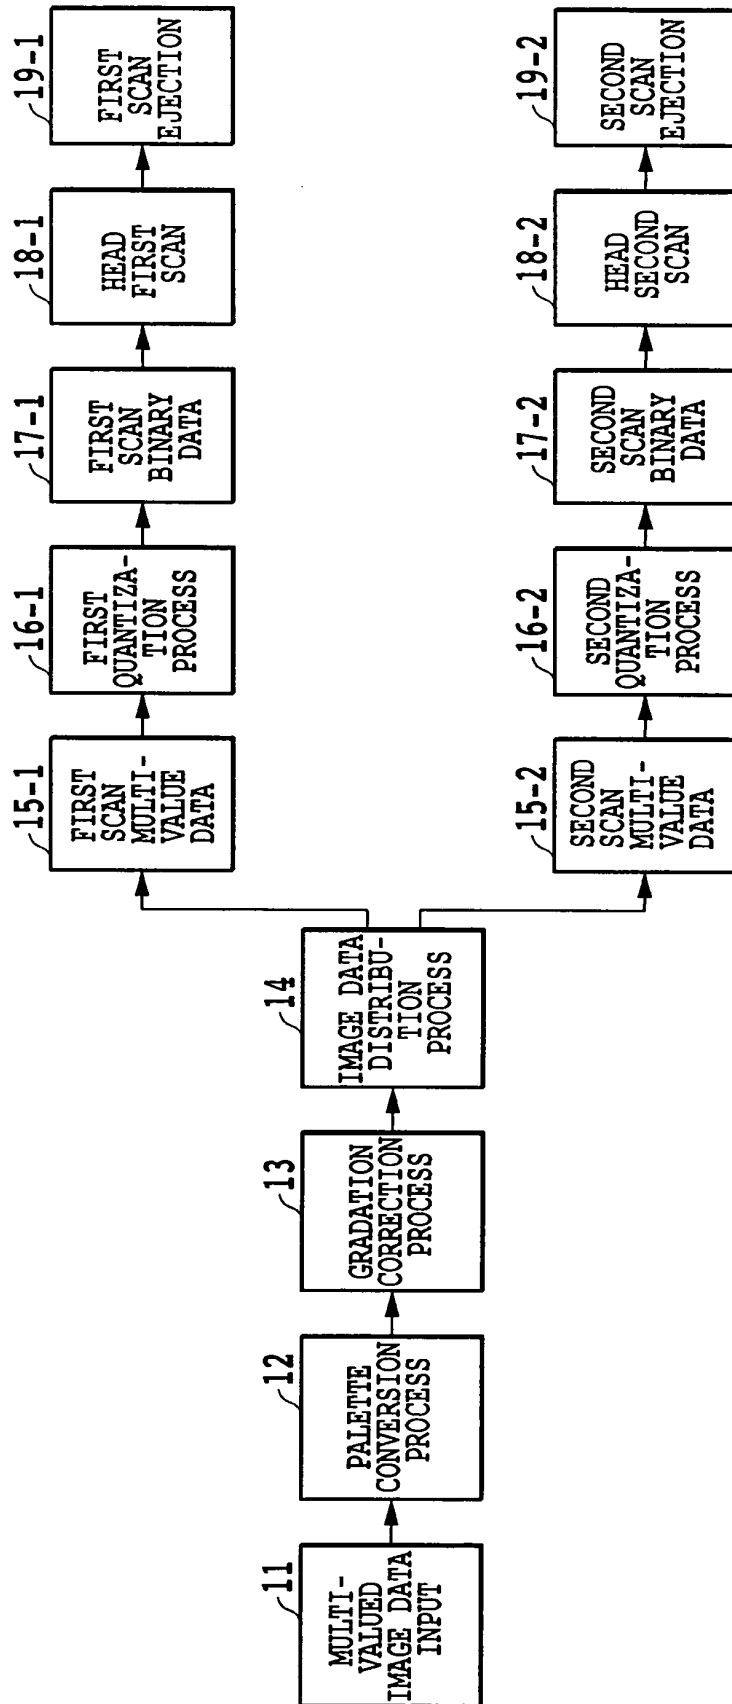 11
MULTI-
VALUED
IMAGE DATA
INPUT
12
PALETTE
CONVERSION
PROCESS
13
GRADATION
CORRECTION
PROCESS
14
IMAGE DATA
DISTRIBU-
TION
PROCESS
15-1
FIRST
SCAN
MULTI-
VALUE
DATA
16-1
FIRST
QUANTIZA-
TION
PROCESS
17-1
FIRST
SCAN
BINARY
DATA
18-1
HEAD
FIRST
SCAN
19-1
FIRST
SCAN
EJECTION
15-2
SECOND
SCAN
MULTI-
VALUE
DATA
16-2
SECOND
QUANTIZA-
TION
PROCESS
17-2
SECOND
SCAN
BINARY
DATA
18-2
HEAD
SECOND
SCAN
19-2
SECOND
SCAN
EJECTION